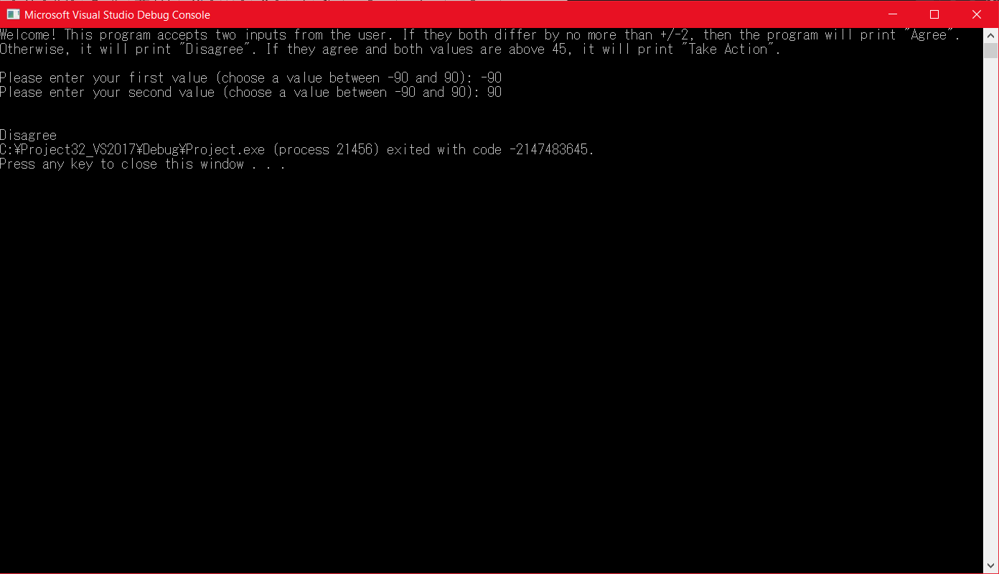 Microsoft Visual Studio Debug Console
Welcome! This program accepts two inputs from the user. If they both differ by no more than +/-2, then the program will print "Agree".
Otherwise, it will print "Disagree". If they agree and both values are above 45, it will print "Take Action".
Please enter your first value (choose a value between -90 and 90): -90
Please enter your second value (choose a value between -90 and 90): 90
Disagree
C:¥Project32_VS2017¥Debug¥Project.exe (process 21456) exited with code -2147483645.
Press any key to close this window . . .